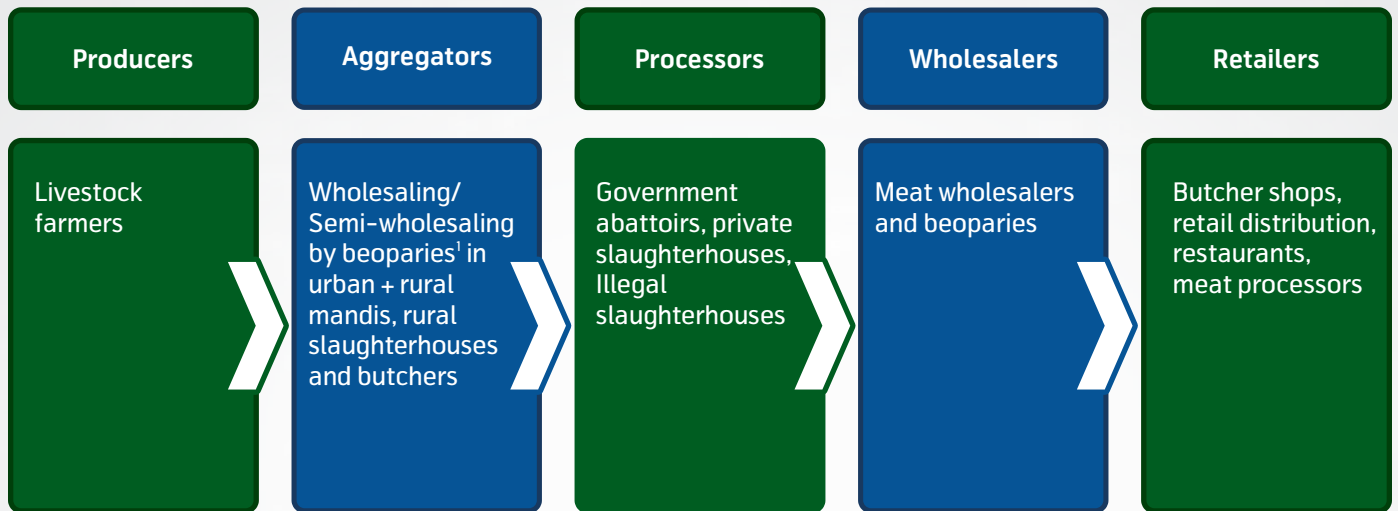 Producers
Aggregators
Processors
Wholesalers
Retailers
Livestock
farmers
Wholesaling/
Semi-wholesaling
by beoparies¹ in
urban + rural
mandis, rural
slaughterhouses
and butchers
Government
abattoirs, private
slaughterhouses,
Illegal
slaughterhouses
Meat wholesalers
and beoparies
Butcher shops,
retail distribution,
restaurants,
meat processors